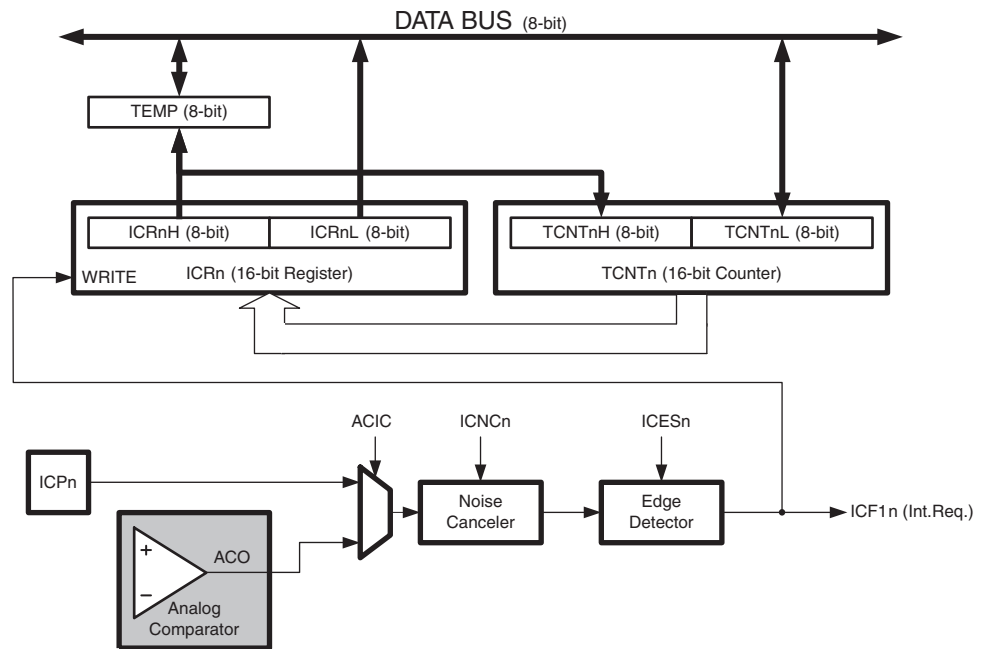 DATA BUS (8-bit)
TEMP (8-bit)
ICRnH (8-bit)
ICRnL (8-bit)
TCNTnH (8-bit)
TCNTnL (8-bit)
WRITE
ICRn (16-bit Register)
TCNTn (16-bit Counter)
ACIC
ICNCn
ICESn
ICPn
Noise
Canceler
Edge
Detector
ICF1n (Int.Req.)
+
ACO
−
Analog
Comparator